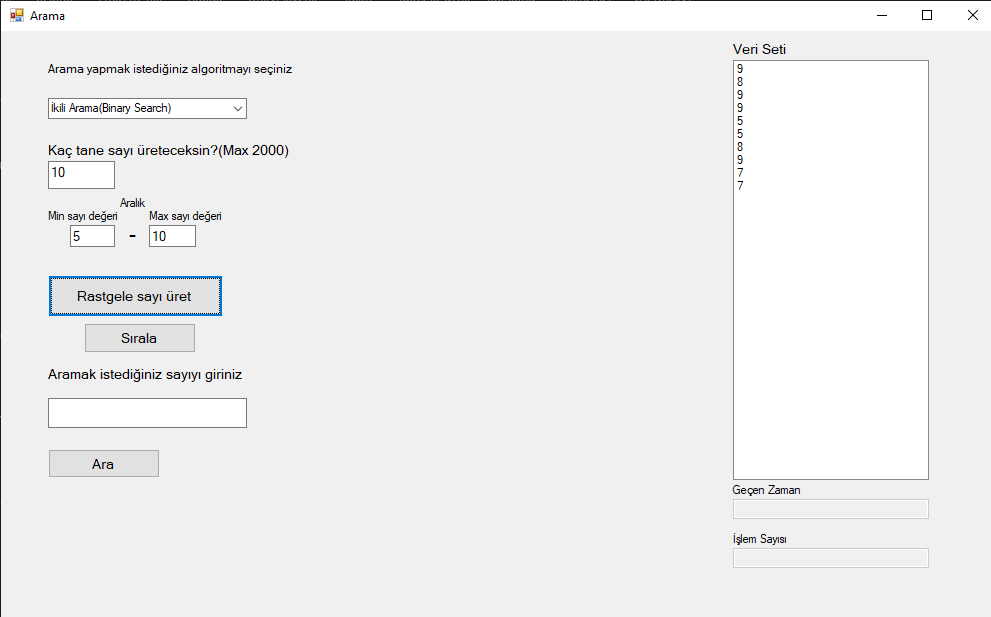 Arama
Arama yapmak istediğiniz algoritmayı seçiniz
İkili Arama(Binary Search)
Kaç tane sayı üreteceksin?(Max 2000)
10
Aralık
Min sayı değeri
Max sayı değeri
5
-
10
Rastgele sayı üret
Sırala
Aramak istediğiniz sayıyı giriniz
Ara
Veri Seti
9
8
9
9
5
5
8
9
7
7
Geçen Zaman
İşlem Sayısı